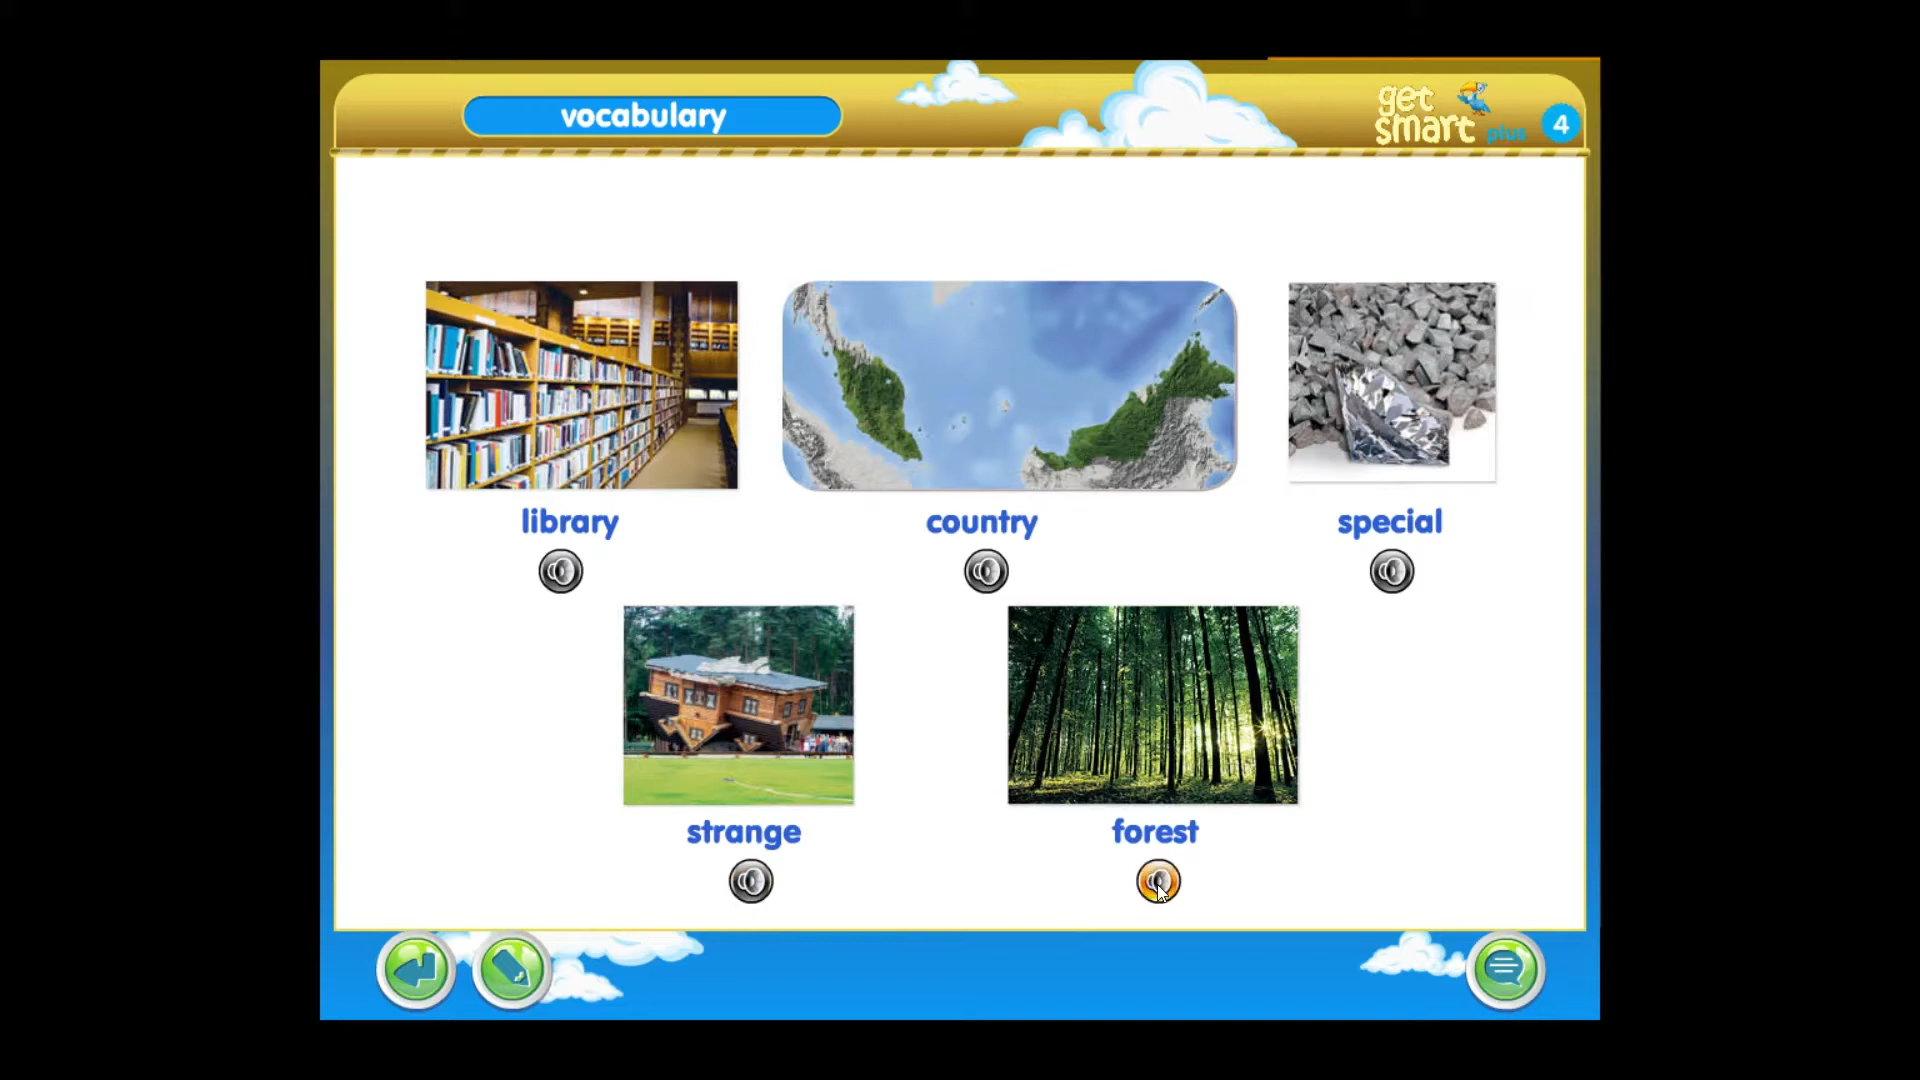 vocabulary
get
smart plus 4
library
country
special
strange
forest